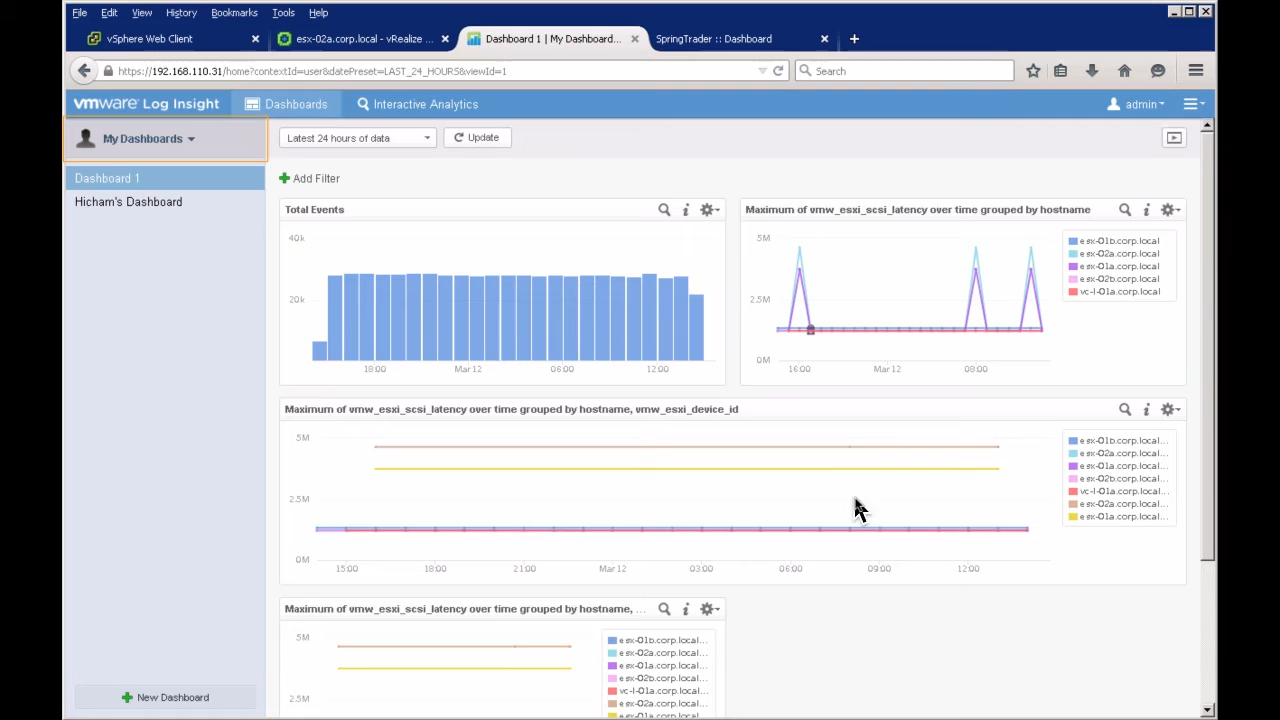 File Edit View History Bookmarks Tools Help
vSphere Web Client
esx-02a.corp.local - vRealize ...
Dashboard 1 | My Dashboard...
SpringTrader :: Dashboard
https://192.168.110.31/home?contextId=user&datePreset=LAST_24_HOURS&viewId=1
Search
vmware Log Insight
Dashboards
Interactive Analytics
admin
My Dashboards
Latest 24 hours of data
Update
Dashboard 1
Hicham's Dashboard
Add Filter
Total Events
40k
20k
18:00 Mar 12 06:00 12:00
Maximum of vmw_esxi_scsi_latency over time grouped by hostname
5M
2.5M
0M
16:00 Mar 12 08:00
esx-01b.corp.local
esx-02a.corp.local
esx-01a.corp.local
esx-02b.corp.local
vc-l-01a.corp.local
Maximum of vmw_esxi_scsi_latency over time grouped by hostname, vmw_esxi_device_id
5M
2.5M
0M
15:00 18:00 21:00 Mar 12 03:00 06:00 09:00 12:00
esx-01b.corp.local...
esx-02a.corp.local...
esx-01a.corp.local...
esx-02b.corp.local...
vc-l-01a.corp.local...
esx-02a.corp.local...
esx-01a.corp.local...
Maximum of vmw_esxi_scsi_latency over time grouped by hostname, ...
5M
2.5M
esx-01b.corp.local...
esx-02a.corp.local...
esx-01a.corp.local...
esx-02b.corp.local...
vc-l-01a.corp.local...
esx-02a.corp.local...
esx-01a.corp.local...
New Dashboard